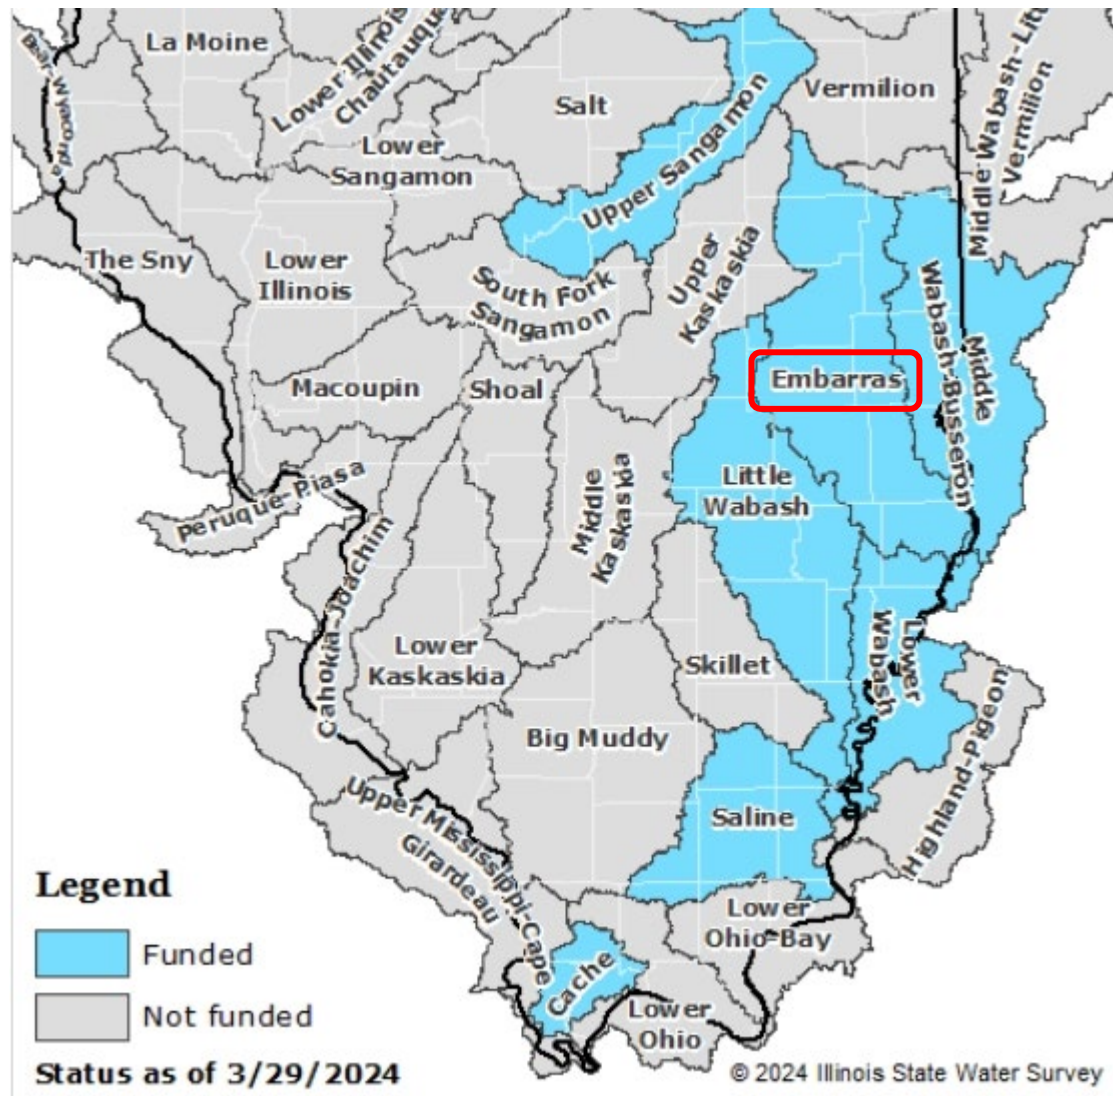 La Moine
Bear-Wyaconda
Lower Illinois
Chautauqua
Salt
Vermilion
Middle Wabash-Litt
Vermilion
Lower
Sangamon
Upper Sangamon
The Sny
Lower
Illinois
South Fork
Sangamon
Upper
Kaskaskia
Middle
Wabash-Busseron
Macoupin
Shoal
Embarras
Peruque-Piasa
Middle
Kaskaskia
Little
Wabash
Cahokia-Joachim
Lower
Kaskaskia
Skillet
Lower
Wabash
Big Muddy
Highland-Pigeon
Saline
Upper Mississippi-Cape
Girardeau
Lower
Ohio-Bay
Cache
Lower
Ohio
Legend
Funded
Not funded
Status as of 3/29/2024
© 2024 Illinois State Water Survey